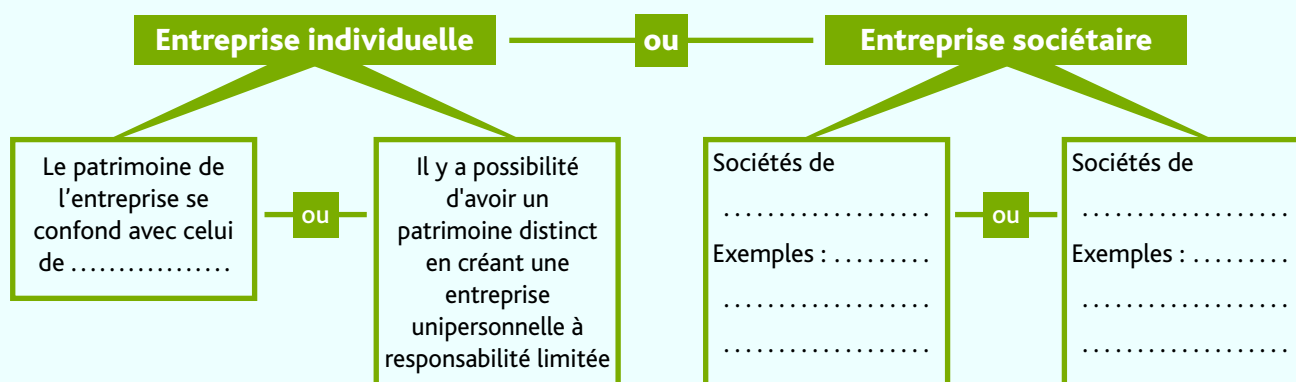 Entreprise individuelle ou Entreprise sociétaire
Le patrimoine de
l'entreprise se
confond avec celui
de ..................
ou
Il y a possibilité
d'avoir un
patrimoine distinct
en créant une
entreprise
unipersonnelle à
responsabilité limitée
Sociétés de
.......................
Exemples : .........
.......................
.......................
ou
Sociétés de
.......................
Exemples : .........
.......................
.......................